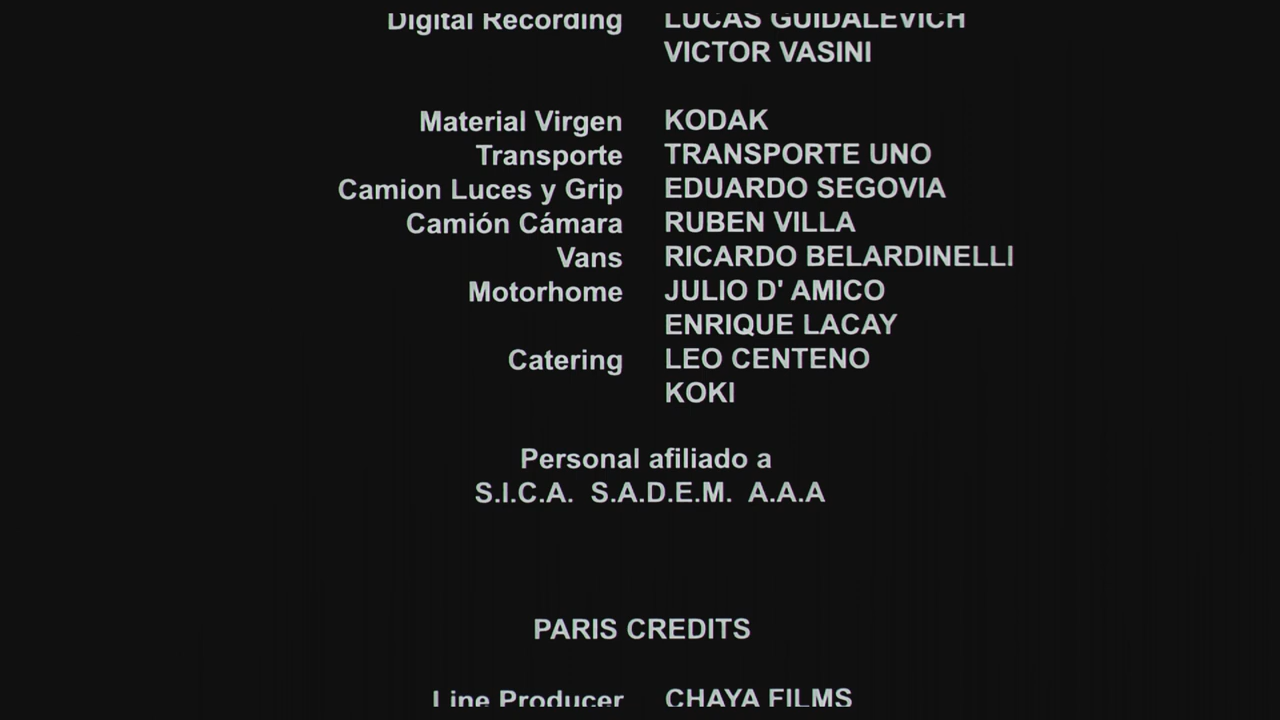 Digital Recording LUCAS GUIDALEVICH
VICTOR VASINI
Material Virgen KODAK
Transporte TRANSPORTE UNO
Camion Luces y Grip EDUARDO SEGOVIA
Camión Cámara RUBEN VILLA
Vans RICARDO BELARDINELLI
Motorhome JULIO D' AMICO
ENRIQUE LACAY
Catering LEO CENTENO
KOKI
Personal afiliado a
S.I.C.A. S.A.D.E.M. A.A.A
PARIS CREDITS
Line Producer CHAYA FILMS